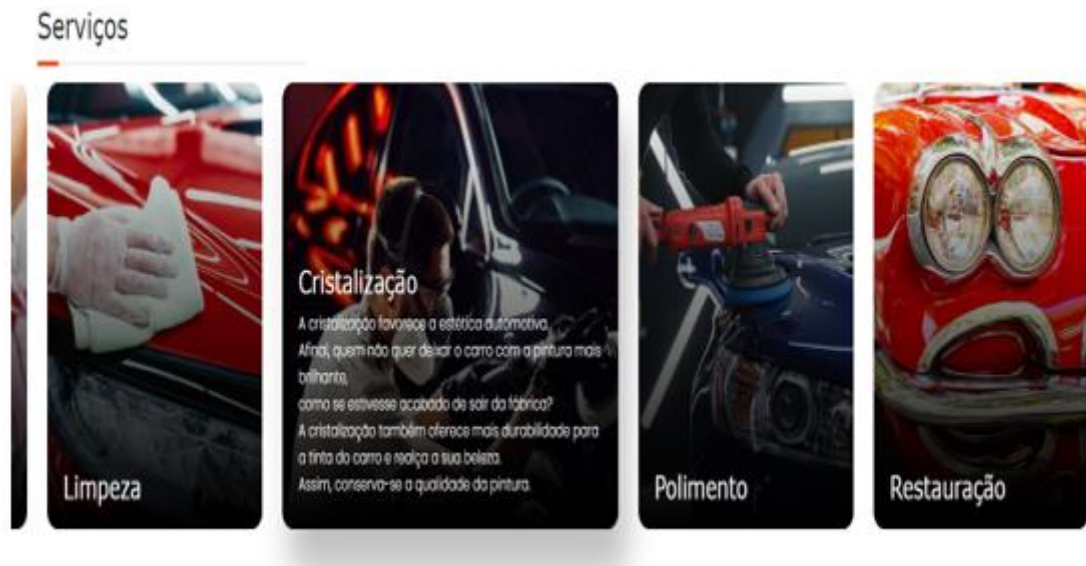 Serviços
Limpeza
Cristalização
A cristalização favorece a estética automotiva.
Afinal, quem não quer deixar o carro com a pintura mais
brilhante,
como se estivesse acabado de sair da fábrica?
A cristalização também oferece mais durabilidade para
a tinta do carro e realça a sua beleza.
Assim, conserva-se a qualidade da pintura.
Polimento
Restauração